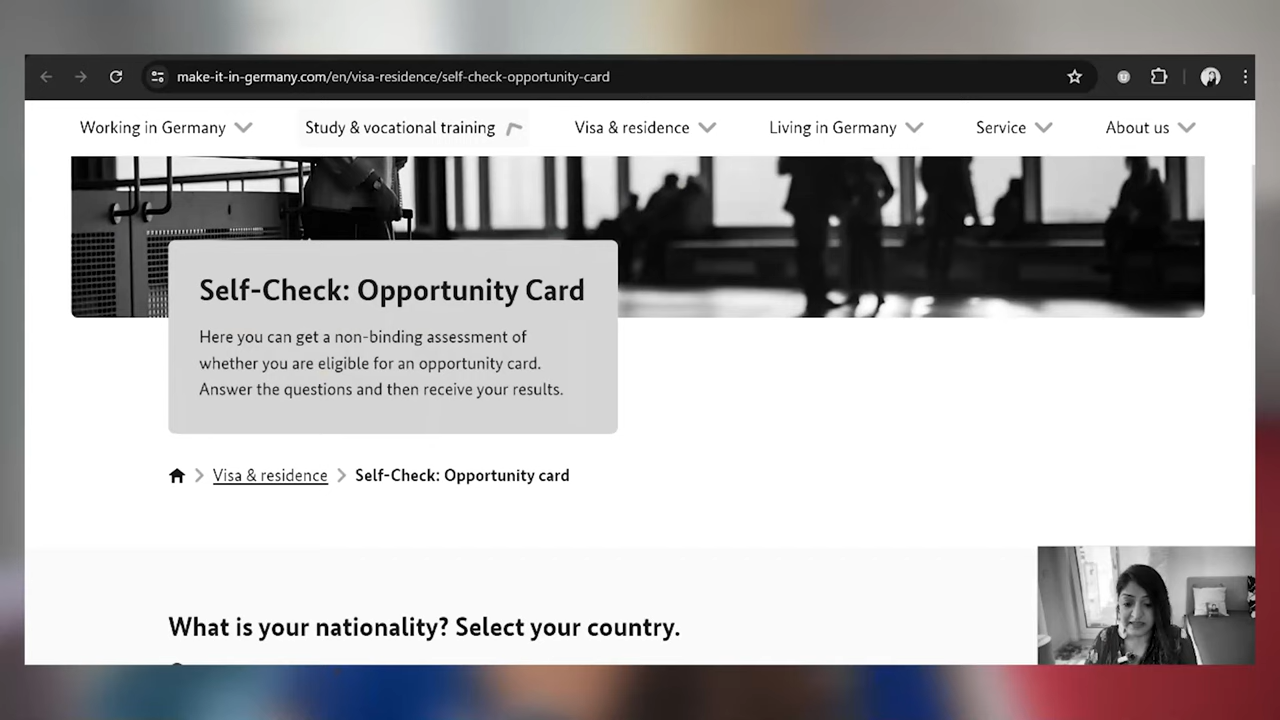 make-it-in-germany.com/en/visa-residence/self-check-opportunity-card
Working in Germany
Study & vocational training
Visa & residence
Living in Germany
Service
About us
Self-Check: Opportunity Card
Here you can get a non-binding assessment of
whether you are eligible for an opportunity card.
Answer the questions and then receive your results.
Visa & residence
Self-Check: Opportunity card
What is your nationality? Select your country.